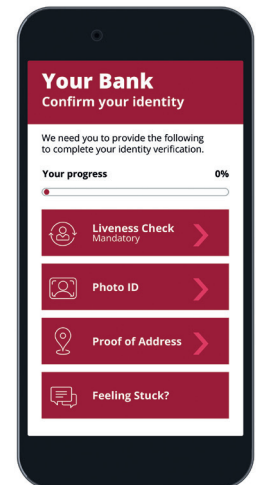 Your Bank
Confirm your identity
We need you to provide the following
to complete your identity verification.
Your progress 0%
Liveness Check
Mandatory
Photo ID
Proof of Address
Feeling Stuck?